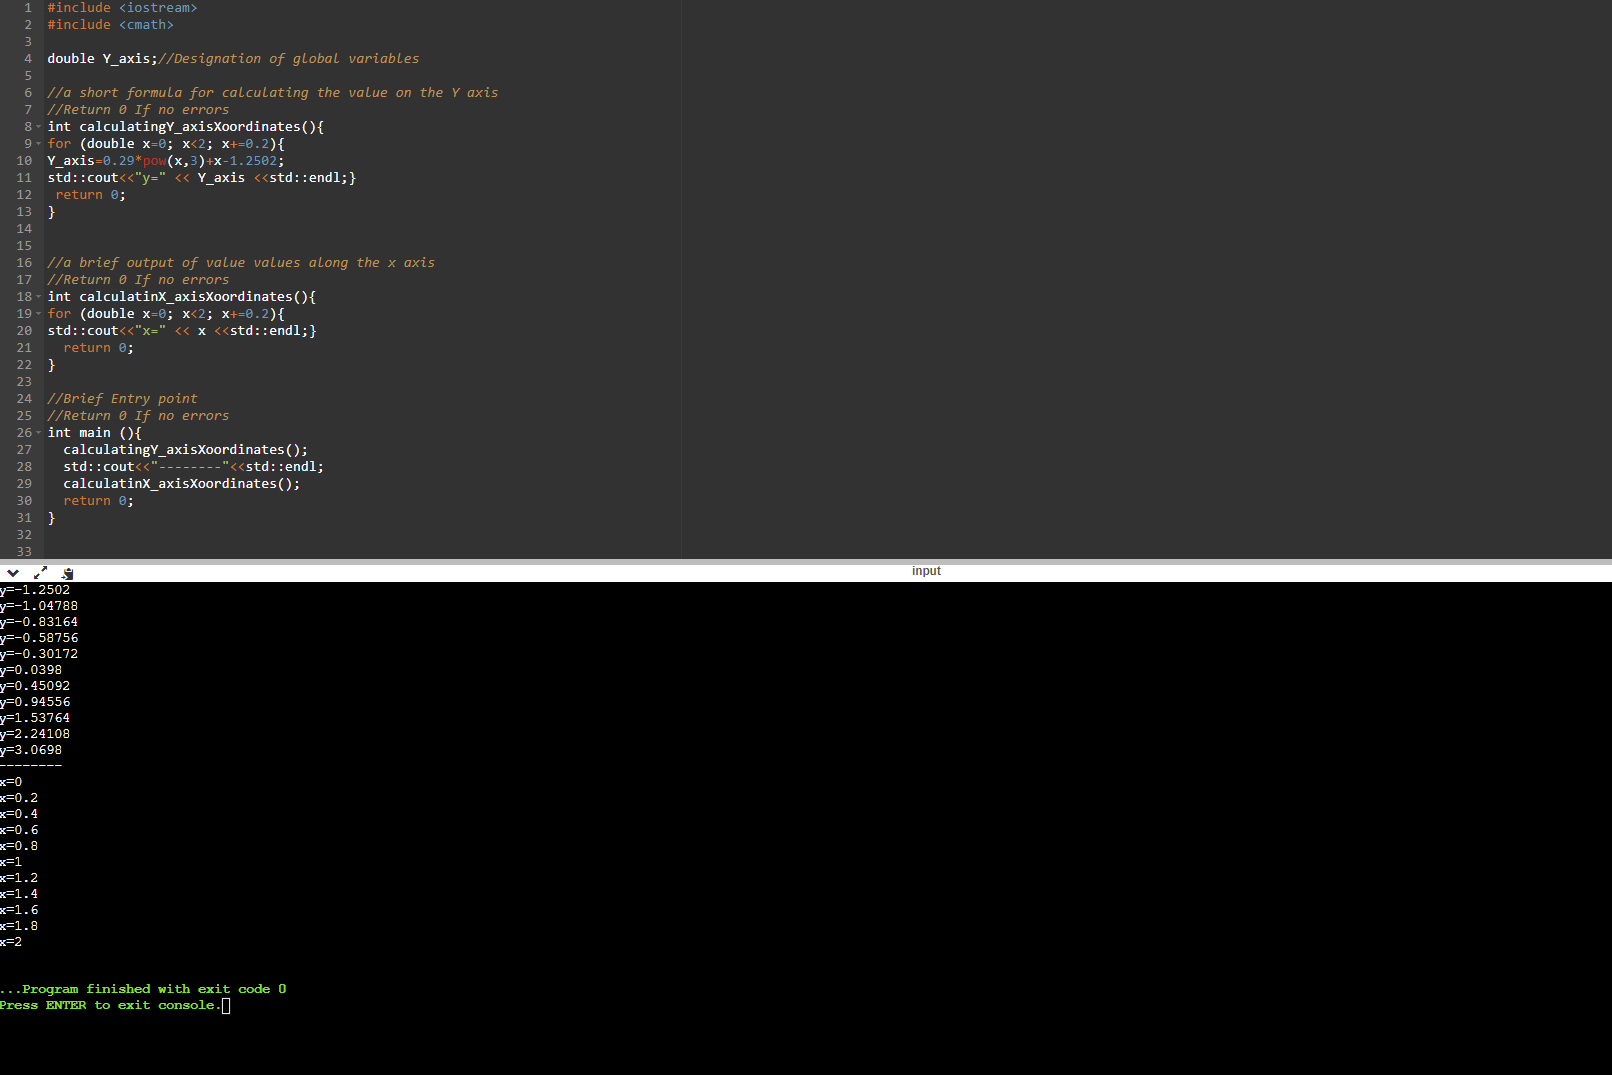 1 #include <iostream>
2 #include <cmath>
3
4 double Y_axis;//Designation of global variables
5
6 //a short formula for calculating the value on the Y axis
7 //Return 0 If no errors
8 int calculatingY_axisXoordinates(){
9 for (double x=0; x<2; x+=0.2){
10 Y_axis=0.29*pow(x,3)+x-1.2502;
11 std::cout<<"y=" << Y_axis <<std::endl;}
12  return 0;
13 }
14
15
16 //a brief output of value values along the x axis
17 //Return 0 If no errors
18 int calculatinX_axisXoordinates(){
19 for (double x=0; x<2; x+=0.2){
20 std::cout<<"x=" << x <<std::endl;}
21   return 0;
22 }
23
24 //Brief Entry point
25 //Return 0 If no errors
26 int main (){
27   calculatingY_axisXoordinates();
28   std::cout<<"--------"<<std::endl;
29   calculatinX_axisXoordinates();
30   return 0;
31 }
32
33
input
y=-1.2502
y=-1.04788
y=-0.83164
y=-0.58756
y=-0.30172
y=0.0398
y=0.45092
y=0.94556
y=1.53764
y=2.24108
y=3.0698
--------
x=0
x=0.2
x=0.4
x=0.6
x=0.8
x=1
x=1.2
x=1.4
x=1.6
x=1.8
x=2
...Program finished with exit code 0
Press ENTER to exit console.